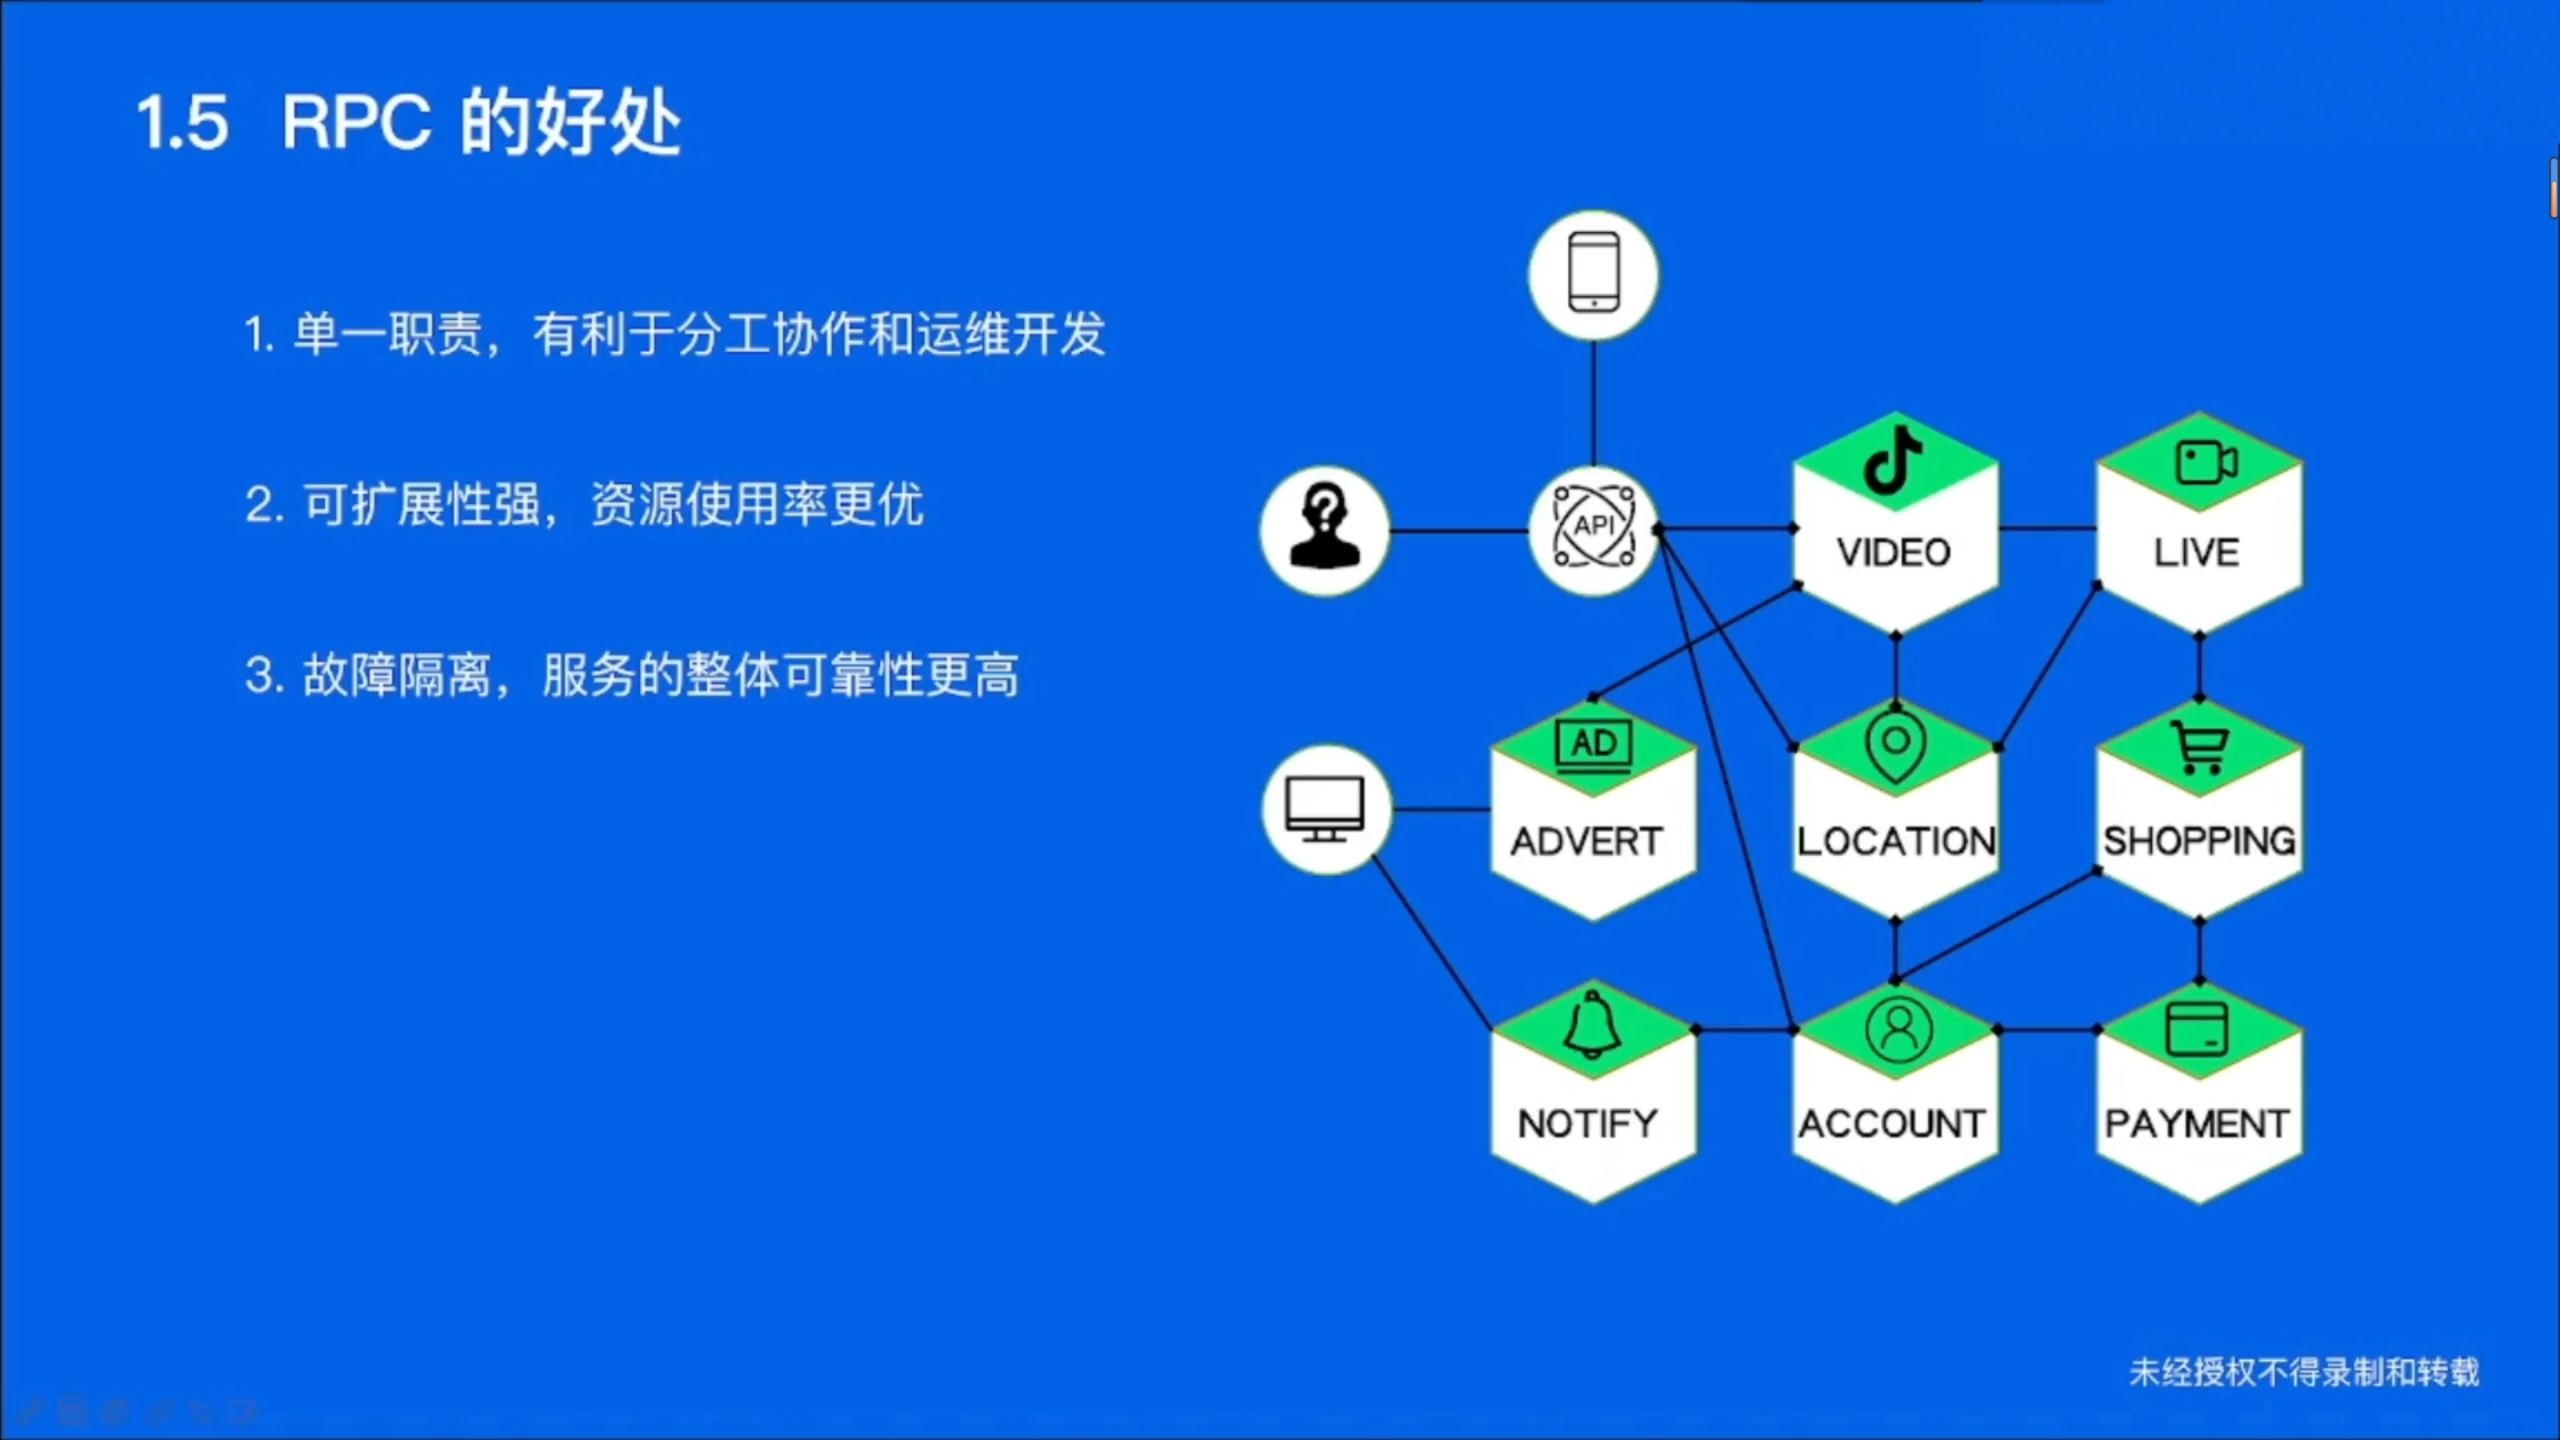 1.5 RPC 的好处
1. 单一职责，有利于分工协作和运维开发
2. 可扩展性强，资源使用率更优
3. 故障隔离，服务的整体可靠性更高
API
VIDEO
LIVE
AD
ADVERT
LOCATION
SHOPPING
NOTIFY
ACCOUNT
PAYMENT
未经授权不得录制和转载